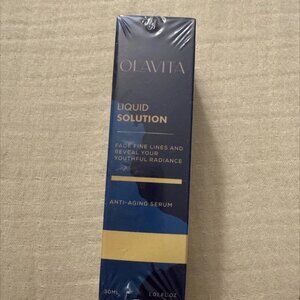 OLAVITA
LIQUID
SOLUTION
FADE FINE LINES AND
REVEAL YOUR
YOUTHFUL RADIANCE
ANTI-AGING SERUM
30ML
1.01 FL OZ